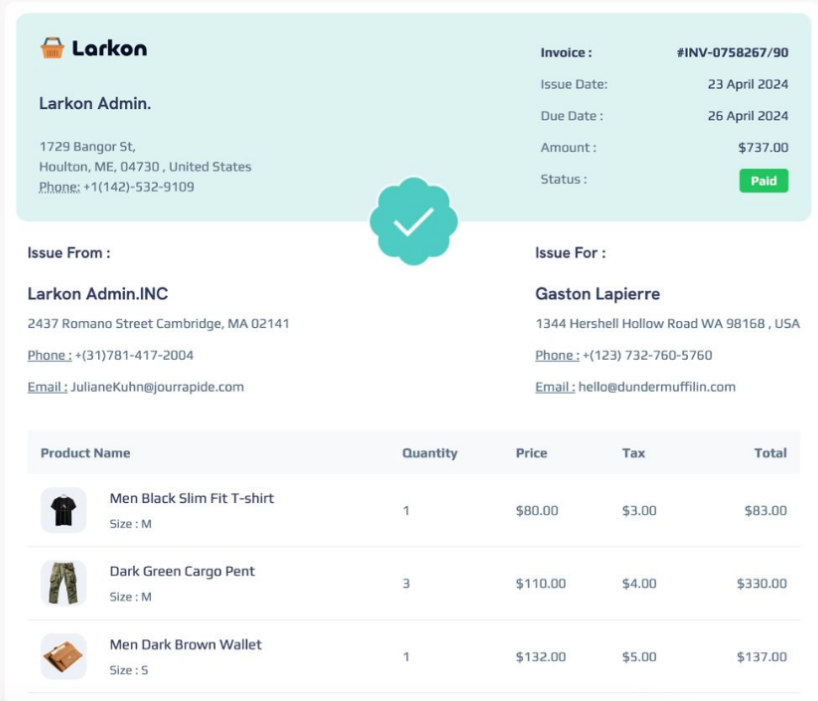 Larkon
Larkon Admin.
1729 Bangor St,
Houlton, ME, 04730 , United States
Phone: +1(142)-532-9109
Invoice : #INV-0758267/90
Issue Date: 23 April 2024
Due Date : 26 April 2024
Amount : $737.00
Status : Paid
Issue From :
Larkon Admin.INC
2437 Romano Street Cambridge, MA 02141
Phone : +(31)781-417-2004
Email : JulianeKuhn@jourrapide.com
Issue For :
Gaston Lapierre
1344 Hershell Hollow Road WA 98168 , USA
Phone : +(123) 732-760-5760
Email : hello@dundermuffilin.com
Product Name Quantity Price Tax Total
Men Black Slim Fit T-shirt
Size : M
1 $80.00 $3.00 $83.00
Dark Green Cargo Pent
Size : M
3 $110.00 $4.00 $330.00
Men Dark Brown Wallet
Size : S
1 $132.00 $5.00 $137.00